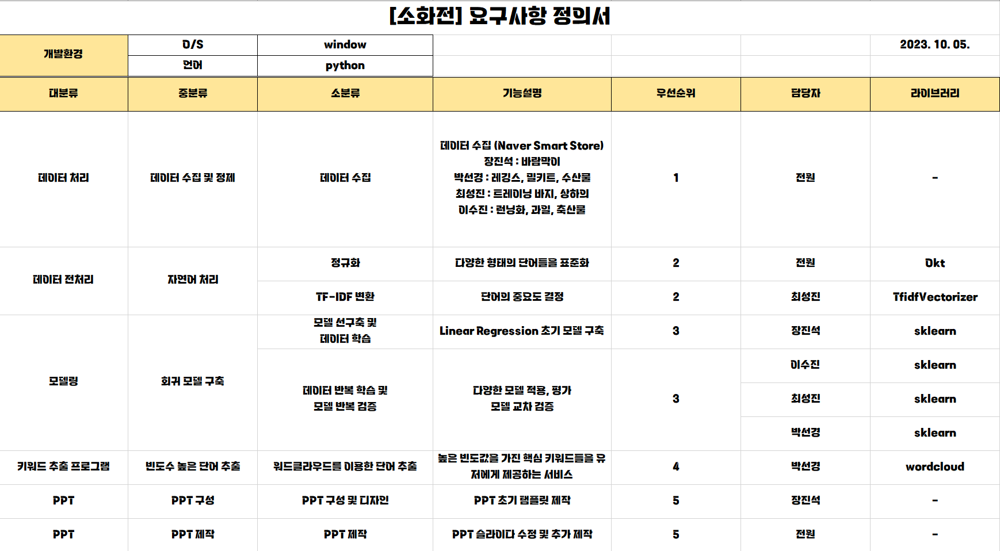 [소화전] 요구사항 정의서
개발환경 O/S window 2023. 10. 05.
언어 python
대분류 중분류 소분류 기능설명 우선순위 담당자 라이브러리
데이터 처리 데이터 수집 및 정제 데이터 수집 데이터 수집 (Naver Smart Store) 1 전원 -
장진석 : 바람막이
박선경 : 레깅스, 밀키트, 수산물
최성진 : 트레이닝 바지, 상하의
이수진 : 런닝화, 과일, 축산물
데이터 전처리 자연어 처리 정규화 다양한 형태의 단어들을 표준화 2 전원 Okt
TF-IDF 변환 단어의 중요도 결정 2 최성진 TfidfVectorizer
모델링 회귀 모델 구축 모델 선구축 및
데이터 학습 Linear Regression 초기 모델 구축 3 장진석 sklearn
데이터 반복 학습 및
모델 반복 검증 다양한 모델 적용, 평가
모델 교차 검증 3 이수진 sklearn
최성진 sklearn
박선경 sklearn
키워드 추출 프로그램 빈도수 높은 단어 추출 워드클라우드를 이용한 단어 추출 높은 빈도값을 가진 핵심 키워드들을 유
저에게 제공하는 서비스 4 박선경 wordcloud
PPT PPT 구성 PPT 구성 및 디자인 PPT 초기 탬플릿 제작 5 장진석 -
PPT PPT 제작 PPT 제작 PPT 슬라이다 수정 및 추가 제작 5 전원 -